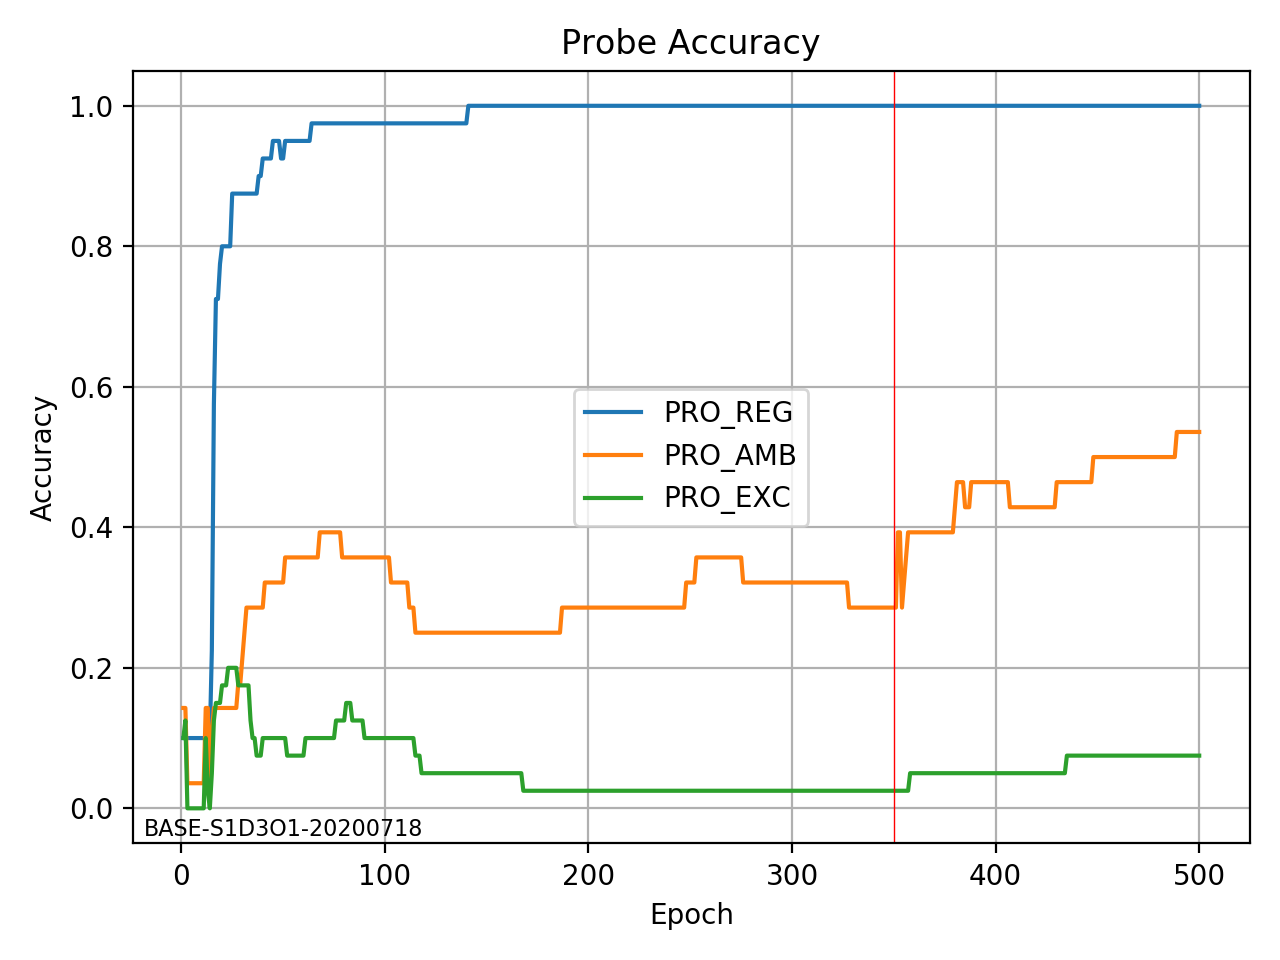 Probe Accuracy
1.0
0.8
0.6
0.4
0.2
0.0
Accuracy
PRO_REG
PRO_AMB
PRO_EXC
BASE-S1D3O1-20200718
0 100 200 300 400 500
Epoch